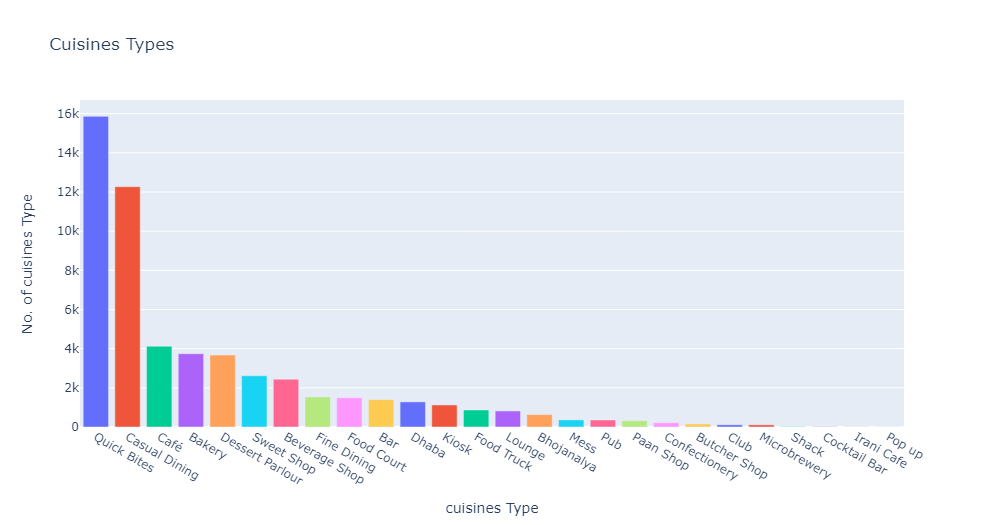 Cuisines Types
16k
14k
12k
10k
8k
6k
4k
2k
0
No. of cuisines Type
Quick Bites
Casual Dining
Café
Bakery
Dessert Parlour
Sweet Shop
Beverage Shop
Fine Dining
Food Court
Bar
Dhaba
Kiosk
Food Truck
Lounge
Bhojanalya
Mess
Pub
Paan Shop
Confectionery
Butcher Shop
Club
Microbrewery
Shack
Cocktail Bar
Irani Cafe
Pop up
cuisines Type